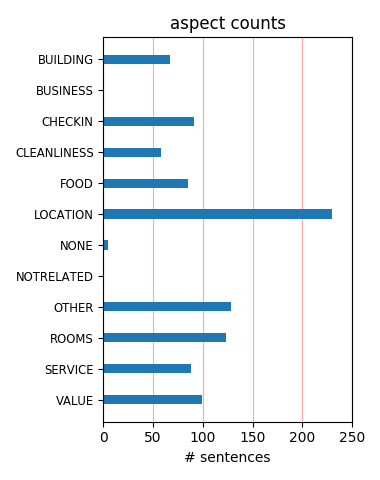 aspect counts
BUILDING
BUSINESS
CHECKIN
CLEANLINESS
FOOD
LOCATION
NONE
NOTRELATED
OTHER
ROOMS
SERVICE
VALUE
0 50 100 150 200 250
# sentences